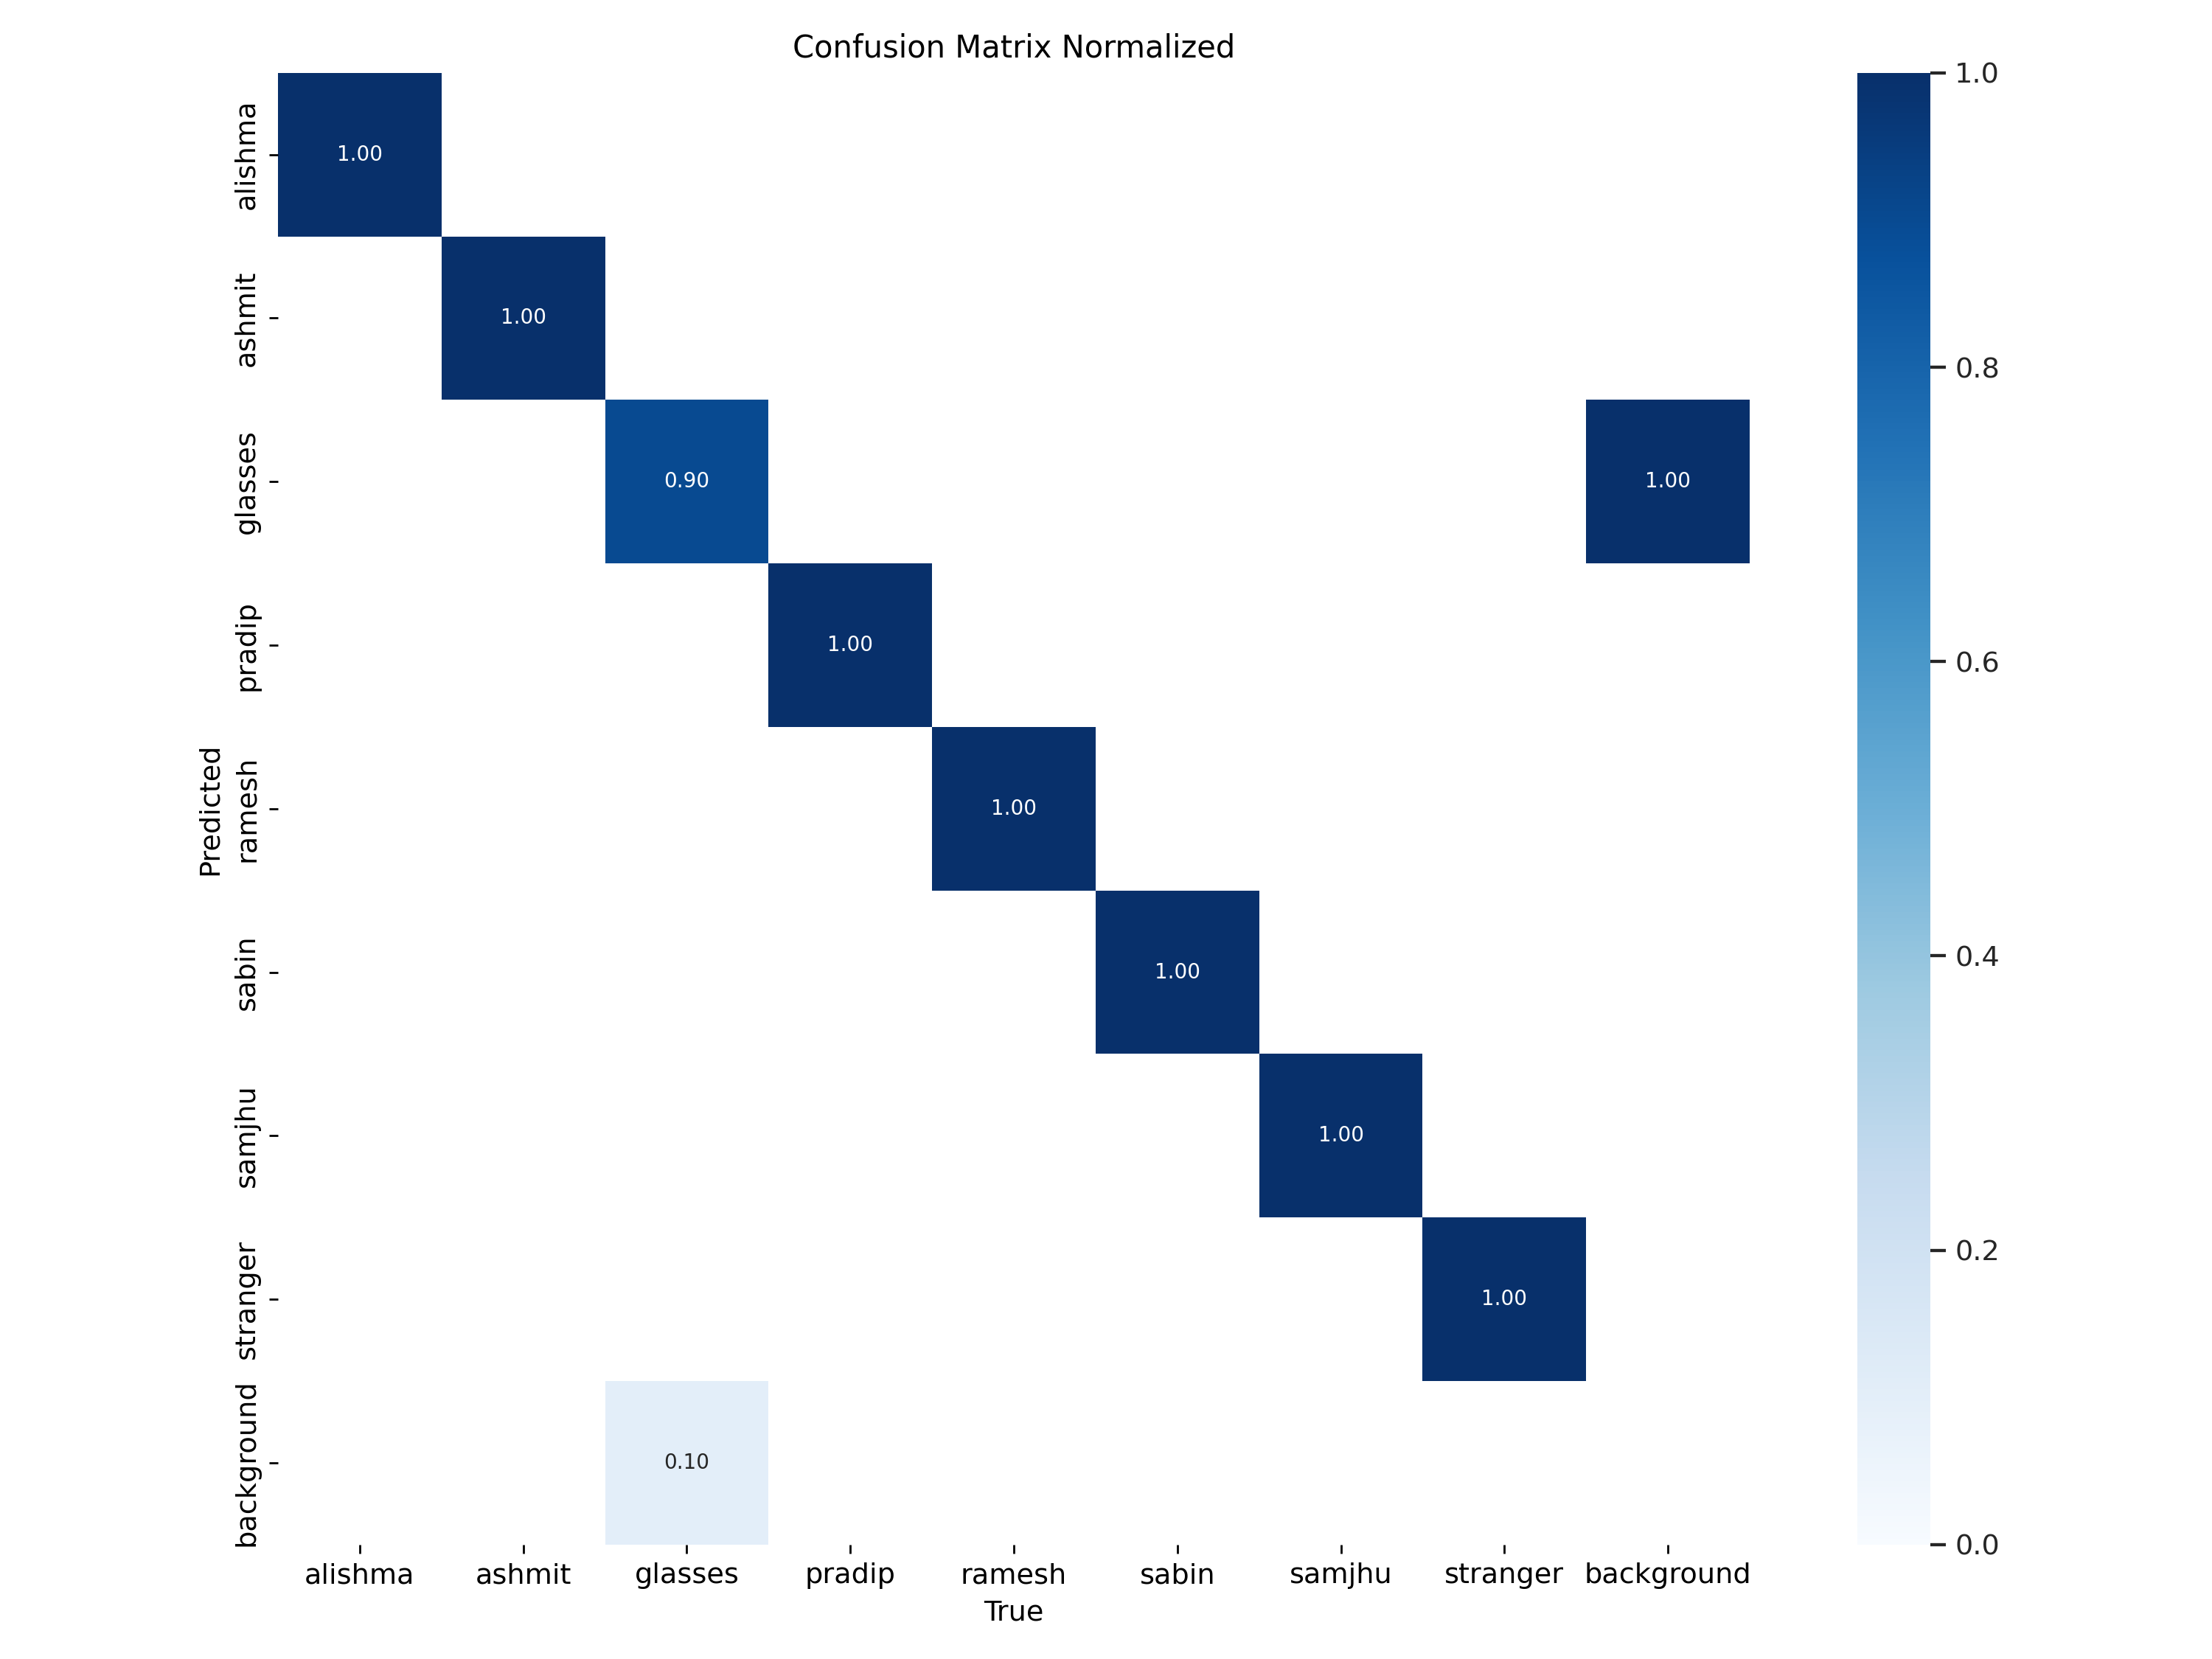 Confusion Matrix Normalized
alishma
ashmit
glasses
pradip
ramesh
sabin
samjhu
stranger
background
Predicted
1.00
1.00
0.90
1.00
1.00
1.00
1.00
1.00
1.00
0.10
alishma
ashmit
glasses
pradip
ramesh
sabin
samjhu
stranger
background
True
1.0
0.8
0.6
0.4
0.2
0.0